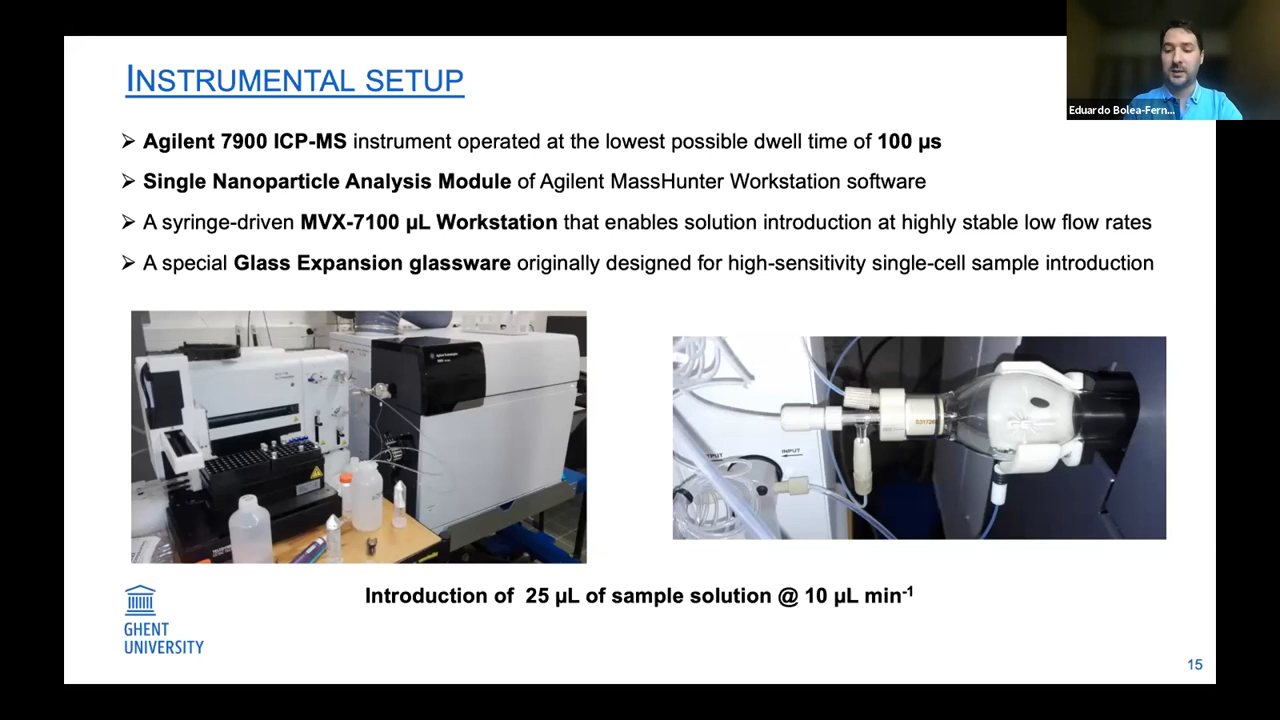 INSTRUMENTAL SETUP
Eduardo Bolea-Fern...
➢ Agilent 7900 ICP-MS instrument operated at the lowest possible dwell time of 100 µs
➢ Single Nanoparticle Analysis Module of Agilent MassHunter Workstation software
➢ A syringe-driven MVX-7100 µL Workstation that enables solution introduction at highly stable low flow rates
➢ A special Glass Expansion glassware originally designed for high-sensitivity single-cell sample introduction
INPUT
Introduction of 25 µL of sample solution @ 10 µL min⁻¹
GHENT
UNIVERSITY
15